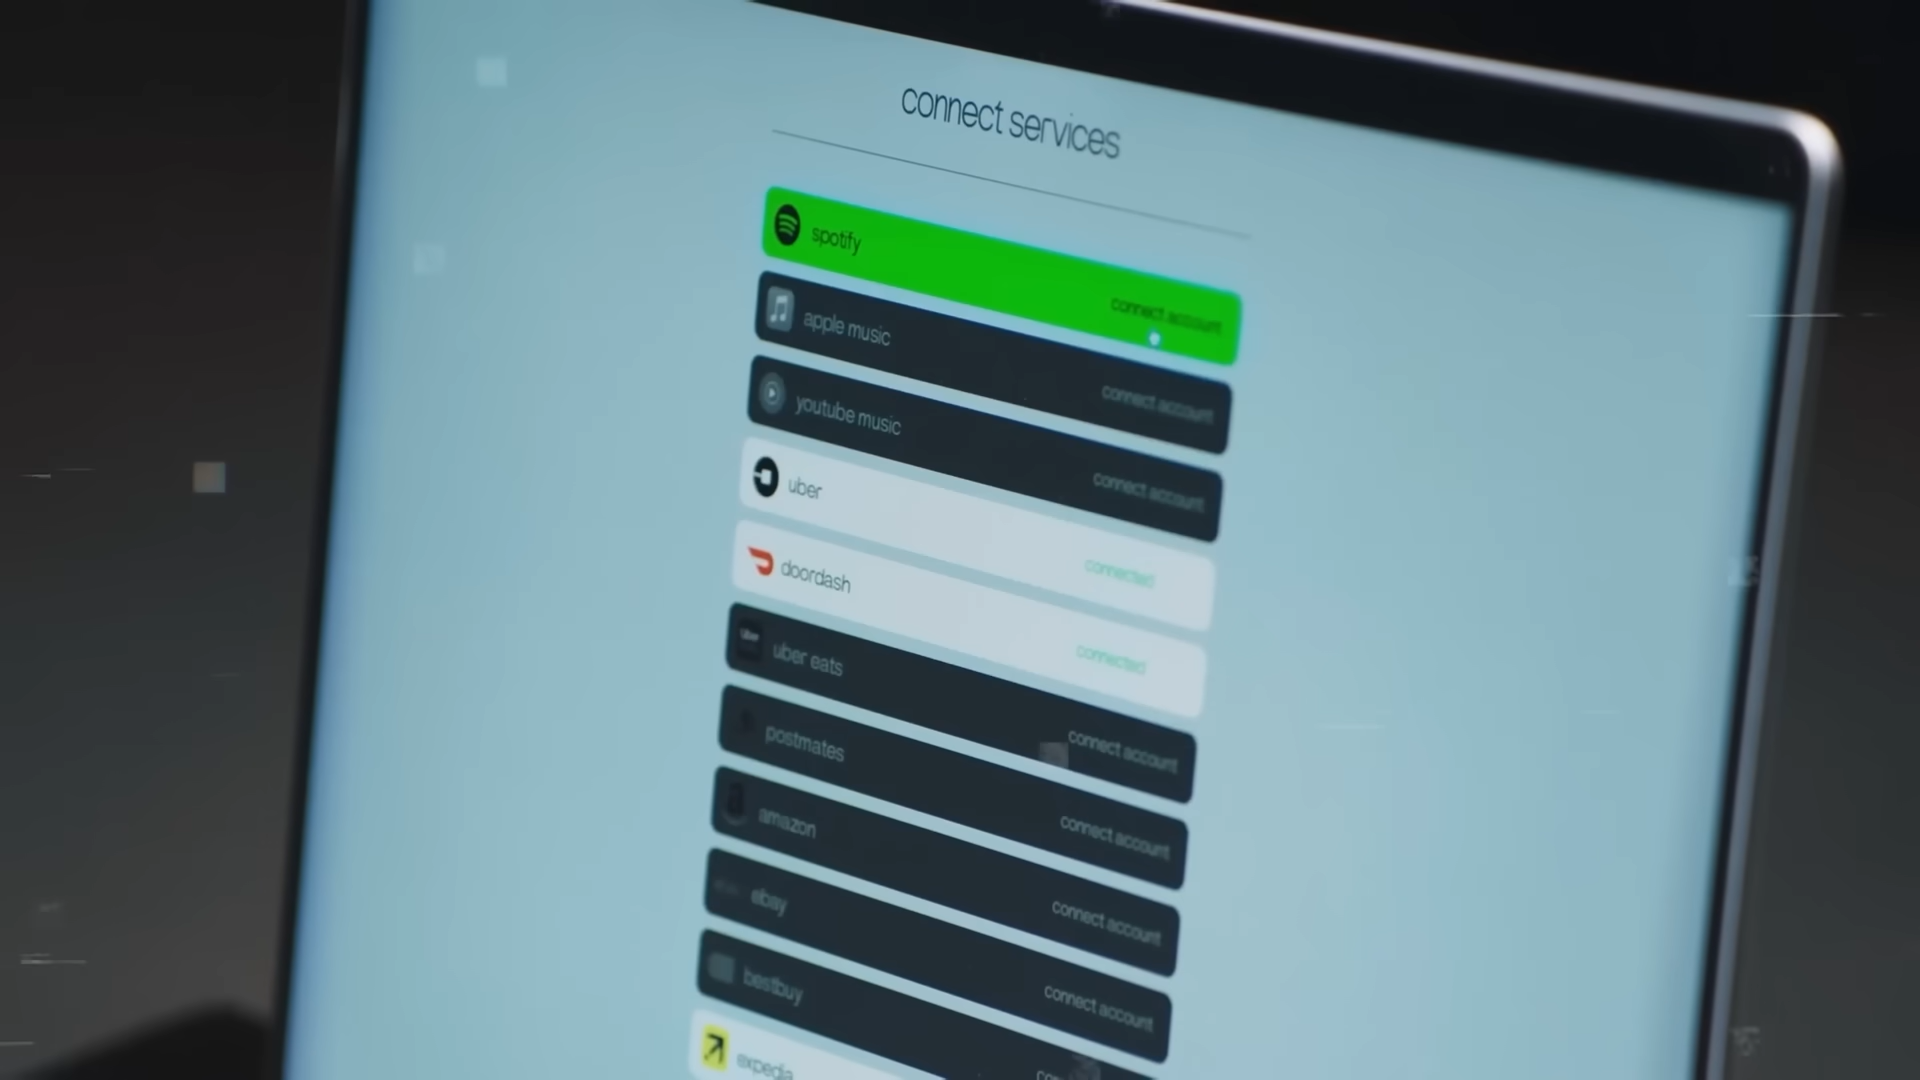 connect services
spotify
connect account
apple music
connect account
youtube music
connect account
uber
connected
doordash
connected
uber eats
connect account
postmates
connect account
amazon
connect account
ebay
connect account
bestbuy
expedia